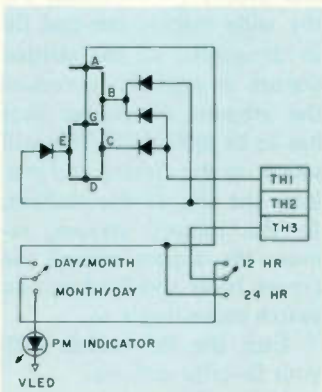 A
B
G
E
C
D
TH1
TH2
TH3
DAY/MONTH
12 HR
MONTH/DAY
24 HR
PM INDICATOR
VLED